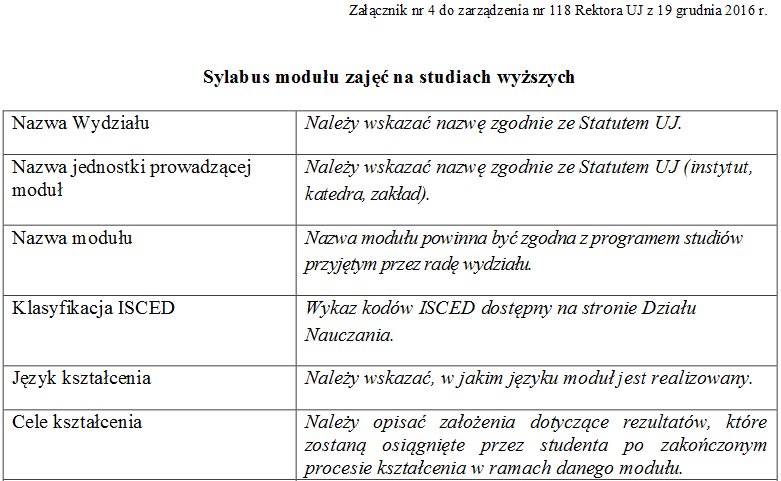 Załącznik nr 4 do zarządzenia nr 118 Rektora UJ z 19 grudnia 2016 r.
Sylabus modułu zajęć na studiach wyższych
Nazwa Wydziału
Należy wskazać nazwę zgodnie ze Statutem UJ.
Nazwa jednostki prowadzącej
moduł
Należy wskazać nazwę zgodnie ze Statutem UJ (instytut,
katedra, zakład).
Nazwa modułu
Nazwa modułu powinna być zgodna z programem studiów
przyjętym przez radę wydziału.
Klasyfikacja ISCED
Wykaz kodów ISCED dostępny na stronie Działu
Nauczania.
Język kształcenia
Należy wskazać, w jakim języku moduł jest realizowany.
Cele kształcenia
Należy opisać założenia dotyczące rezultatów, które
zostaną osiągnięte przez studenta po zakończonym
procesie kształcenia w ramach danego modułu.